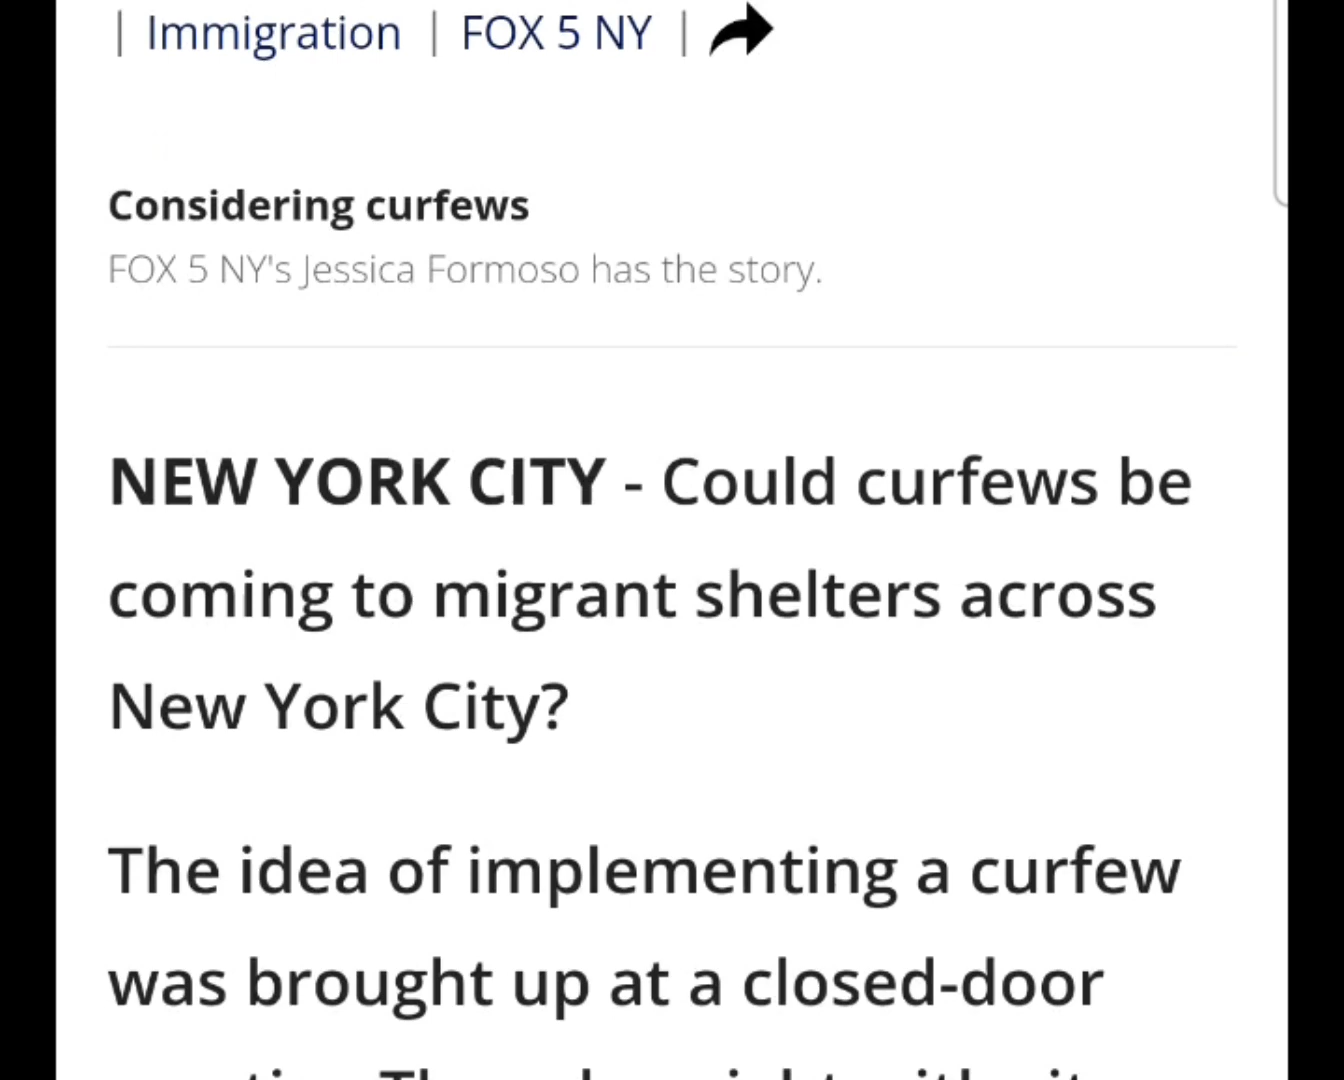 | Immigration | FOX 5 NY |
Considering curfews
FOX 5 NY's Jessica Formoso has the story.
NEW YORK CITY - Could curfews be
coming to migrant shelters across
New York City?
The idea of implementing a curfew
was brought up at a closed-door